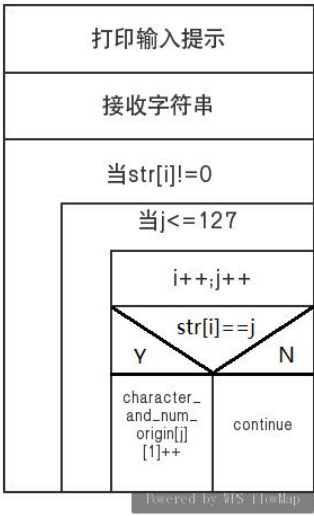 打印输入提示
接收字符串
当str[i]!=0
当j<=127
i++;j++
str[i]==j
Y
N
character_
and_num_
origin[j]
[1]++
continue
Powered by WPS FlowMap